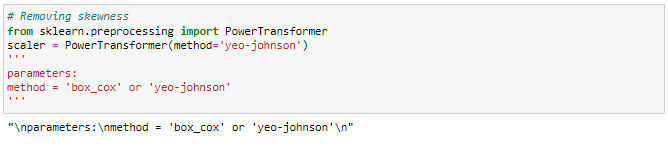 # Removing skewness
from sklearn.preprocessing import PowerTransformer
scaler = PowerTransformer(method='yeo-johnson')
'''
parameters:
method = 'box_cox' or 'yeo-johnson'
'''
"\nparameters:\nmethod = 'box_cox' or 'yeo-johnson'\n"